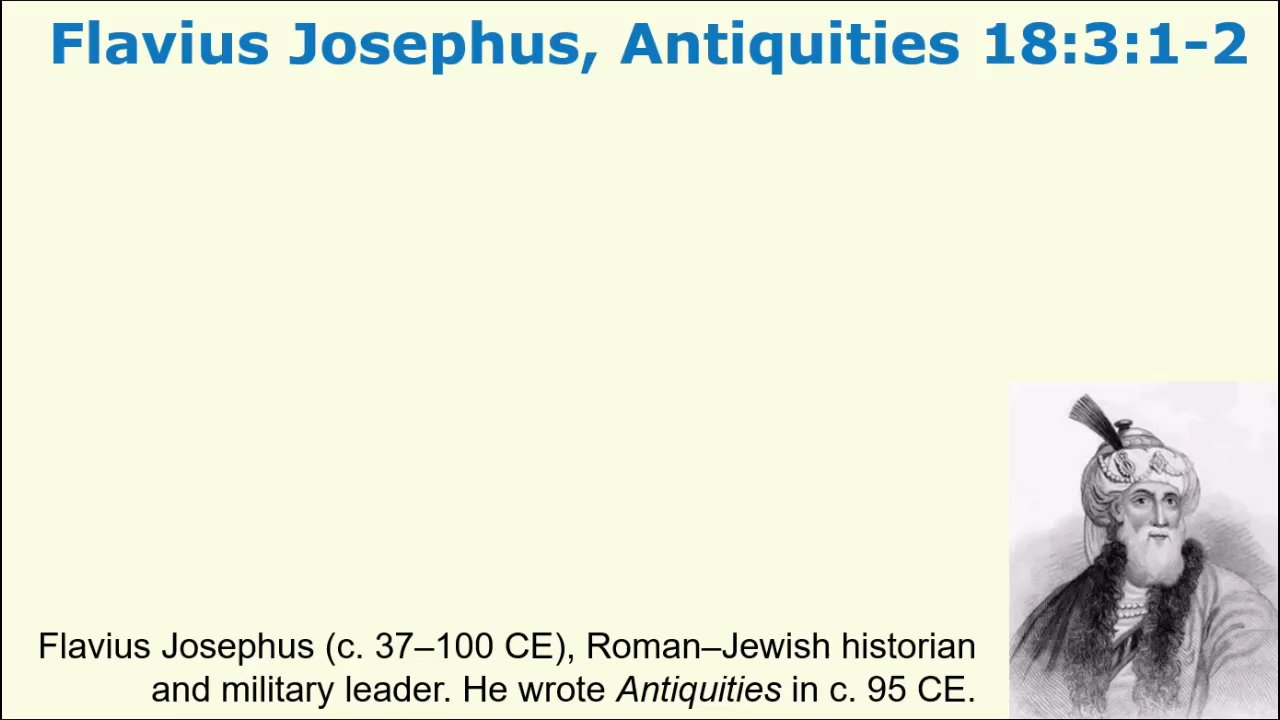 Flavius Josephus, Antiquities 18:3:1-2
Flavius Josephus (c. 37–100 CE), Roman–Jewish historian
and military leader. He wrote Antiquities in c. 95 CE.